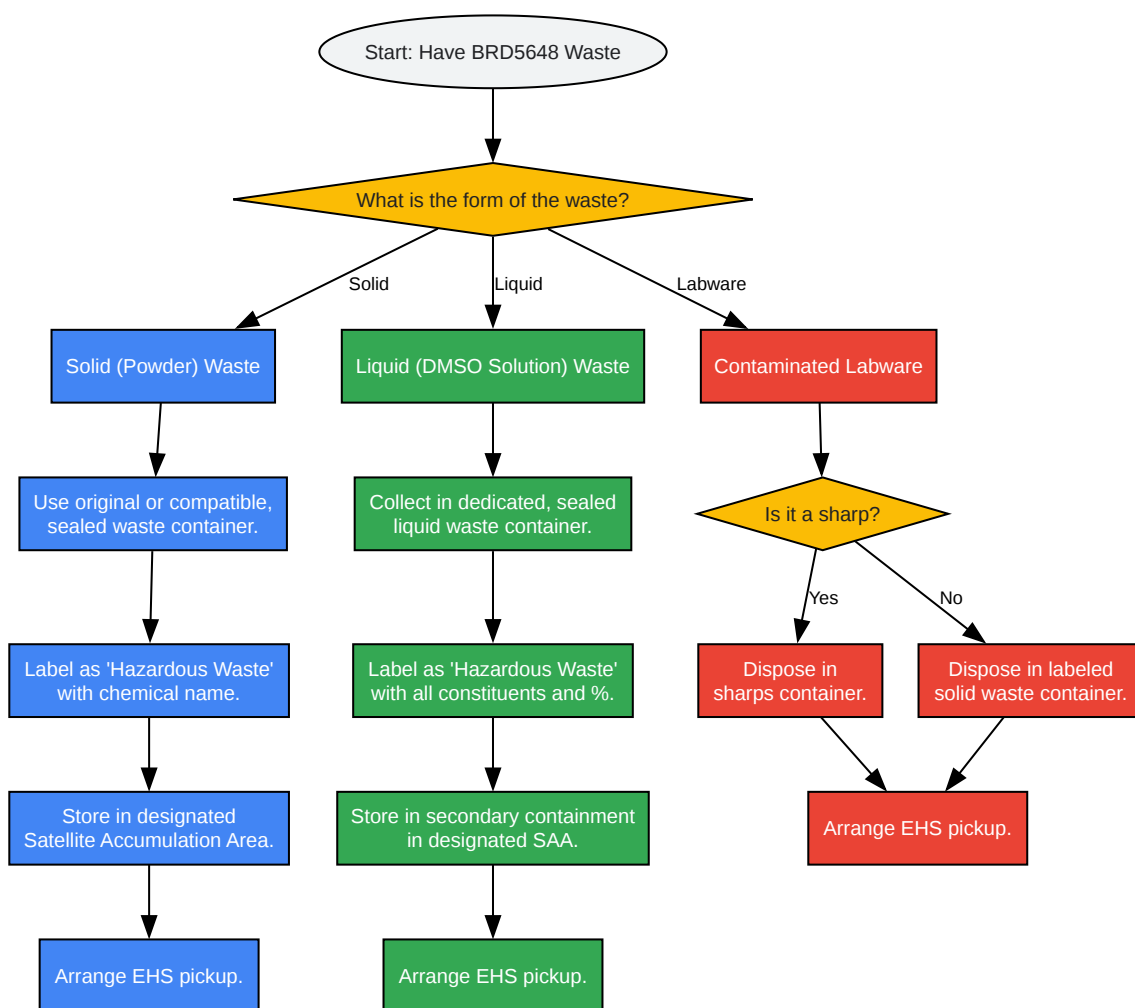 Start: Have BRD5648 Waste
What is the form of the waste?
Solid
Liquid
Labware
Solid (Powder) Waste
Liquid (DMSO Solution) Waste
Contaminated Labware
Use original or compatible,
sealed waste container.
Collect in dedicated, sealed
liquid waste container.
Is it a sharp?
Yes
No
Label as 'Hazardous Waste'
with chemical name.
Label as 'Hazardous Waste'
with all constituents and %.
Dispose in
sharps container.
Dispose in labeled
solid waste container.
Store in designated
Satellite Accumulation Area.
Store in secondary containment
in designated SAA.
Arrange EHS pickup.
Arrange EHS pickup.
Arrange EHS pickup.